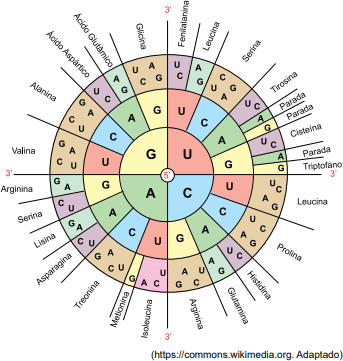 3'
Fenilalanina
Leucina
Serina
Tirosina
Parada
Parada
Cisteína
Parada
Triptofano
3'
Leucina
Prolina
Histidina
Glutamina
Arginina
3'
Isoleucina
Metionina
Treonina
Asparagina
Lisina
Serina
Arginina
3'
Valina
Alanina
Ácido Aspártico
Ácido Glutâmico
Glicina
U C A G U C A G U C A G U C A G
U C A G U C A G U C A G U C A G
U C A G U C A G U C A G U C A G
U C A G U C A G U C A G U C A G
U C A G
U C A G
U C A G
U C A G
G U
5'
A C
(https://commons.wikimedia.org. Adaptado)